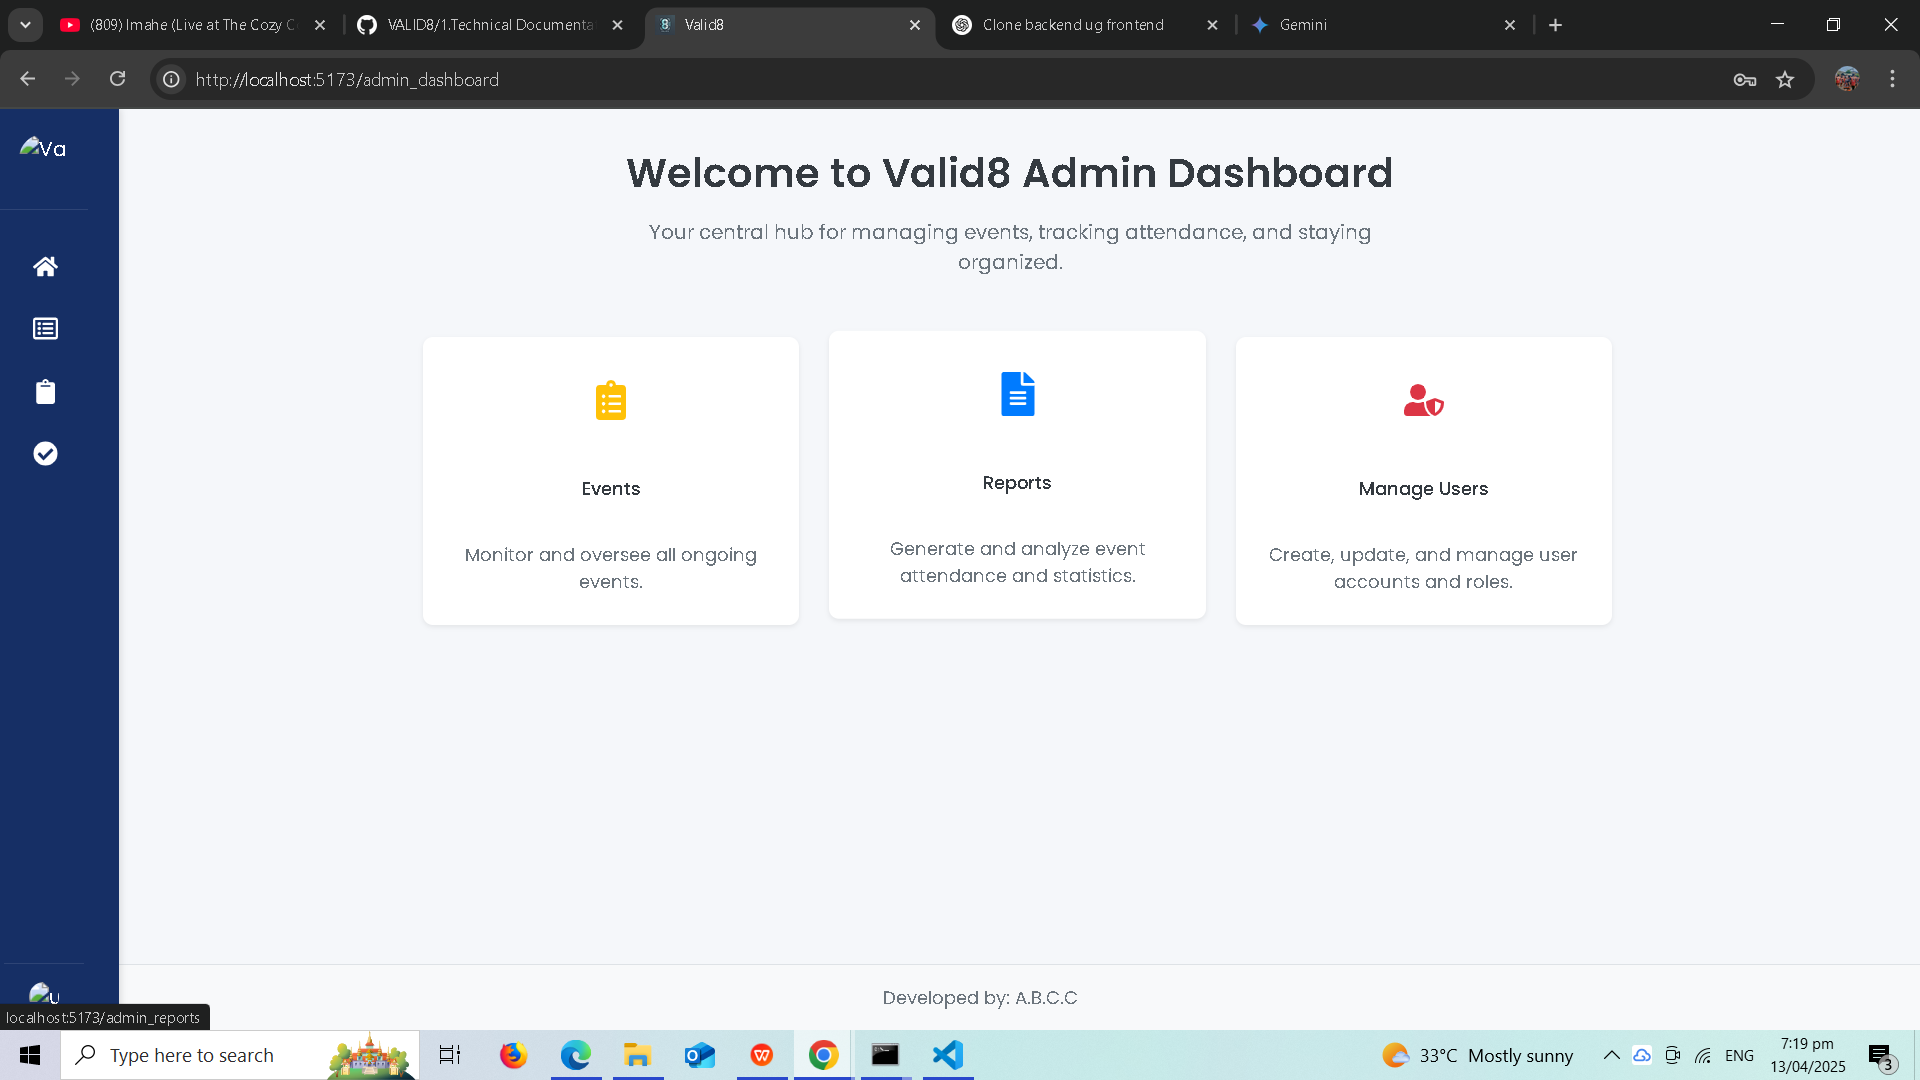 (809) Imahe (Live at The Cozy C
VALID8/1.Technical Documenta
Valid8
Clone backend ug frontend
Gemini
http://localhost:5173/admin_dashboard
Va
Welcome to Valid8 Admin Dashboard
Your central hub for managing events, tracking attendance, and staying
organized.
Events
Monitor and oversee all ongoing
events.
Reports
Generate and analyze event
attendance and statistics.
Manage Users
Create, update, and manage user
accounts and roles.
u
Developed by: A.B.C.C
localhost:5173/admin_reports
Type here to search
33°C Mostly sunny
ENG
7:19 pm
13/04/2025
3